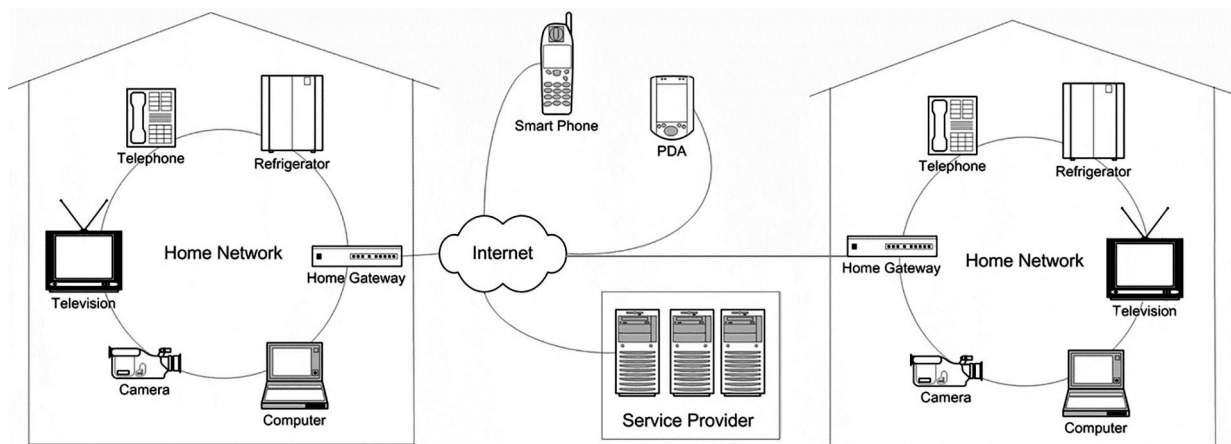 Telephone
Refrigerator
Home Network
Television
Home Gateway
Camera
Computer
Smart Phone
PDA
Internet
Service Provider
Telephone
Refrigerator
Home Gateway
Home Network
Television
Camera
Computer